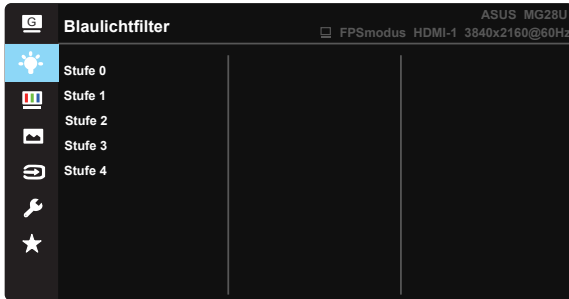 G
Blaulichtfilter
ASUS MG28U
FPSmodus HDMI-1 3840x2160@60Hz
Stufe 0
Stufe 1
Stufe 2
Stufe 3
Stufe 4